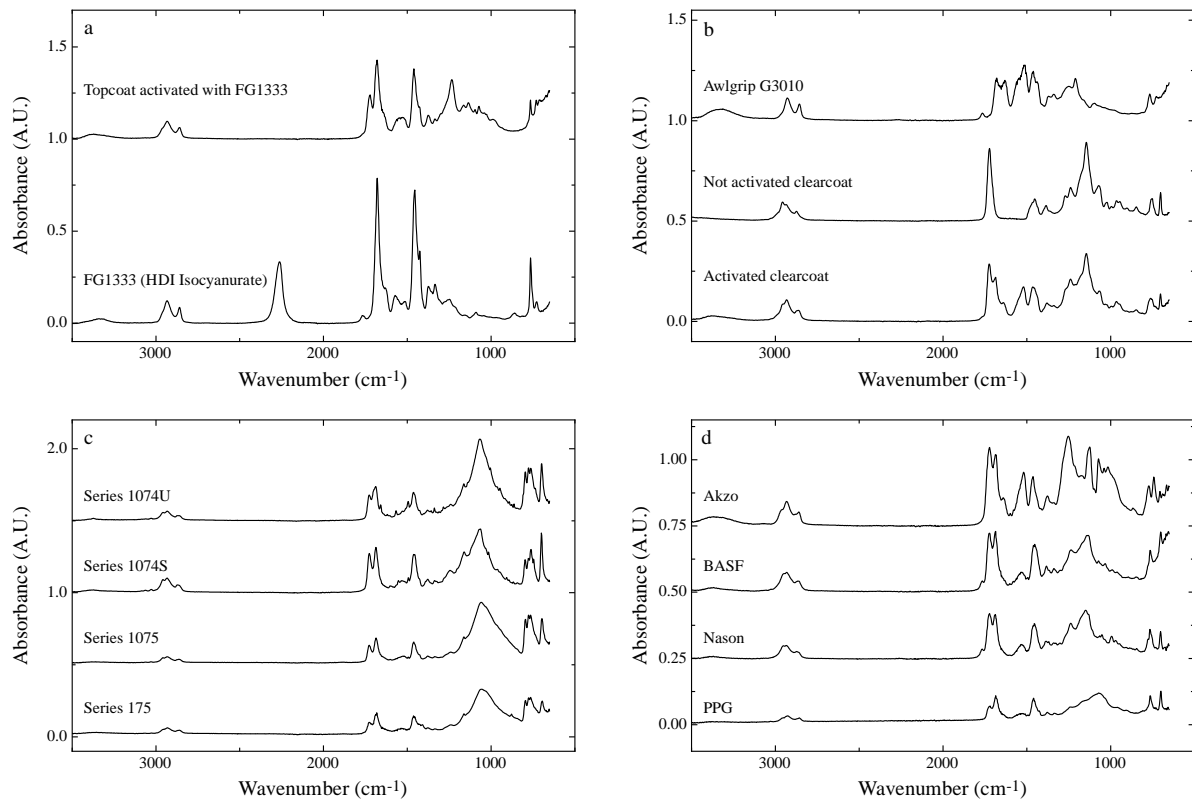 a
1.5
Topcoat activated with FG1333
1.0
0.5
FG1333 (HDI Isocyanurate)
0.0
3000 2000 1000
Wavenumber (cm-1)
Absorbance (A.U.)
b
1.5
Awlgrip G3010
1.0
Not activated clearcoat
0.5
Activated clearcoat
0.0
3000 2000 1000
Wavenumber (cm-1)
Absorbance (A.U.)
c
2.0
Series 1074U
Series 1074S
1.0
Series 1075
Series 175
0.0
3000 2000 1000
Wavenumber (cm-1)
Absorbance (A.U.)
d
1.00
Akzo
0.75
BASF
0.50
Nason
0.25
PPG
0.00
3000 2000 1000
Wavenumber (cm-1)
Absorbance (A.U.)